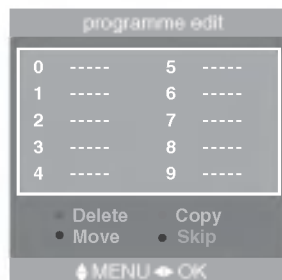 programme edit
0 ----- 5 -----
1 ----- 6 -----
2 ----- 7 -----
3 ----- 8 -----
4 ----- 9 -----
Delete Copy
Move Skip
MENU OK